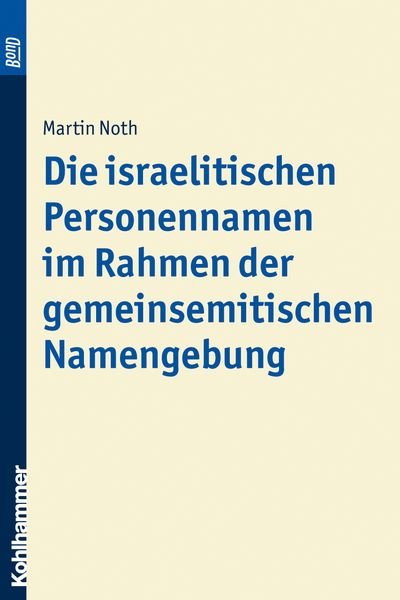 BonD
Martin Noth
Die israelitischen
Personennamen
im Rahmen der
gemeinsemitischen
Namengebung
Kohlhammer